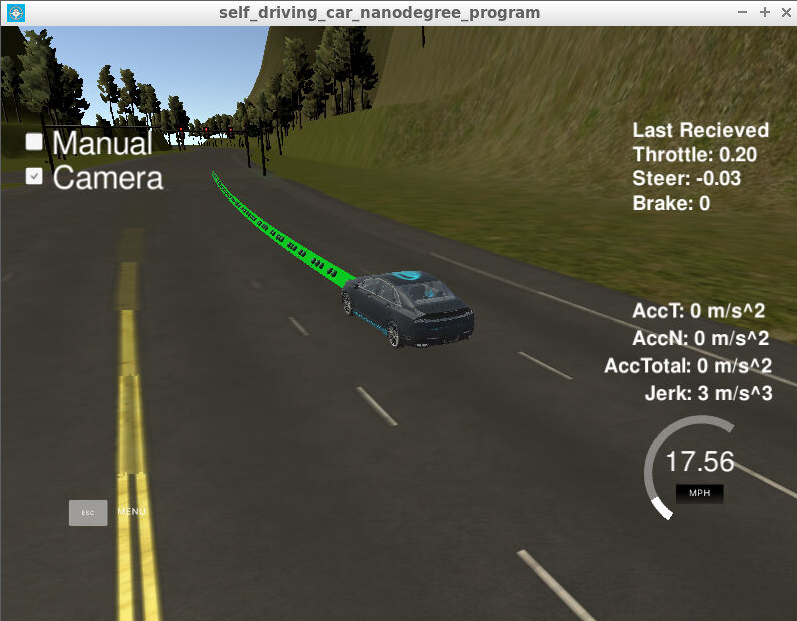 self_driving_car_nanodegree_program
Manual
Camera
Last Recieved
Throttle: 0.20
Steer: -0.03
Brake: 0
AccT: 0 m/s^2
AccN: 0 m/s^2
AccTotal: 0 m/s^2
Jerk: 3 m/s^3
17.56
MPH
ESC
MENU